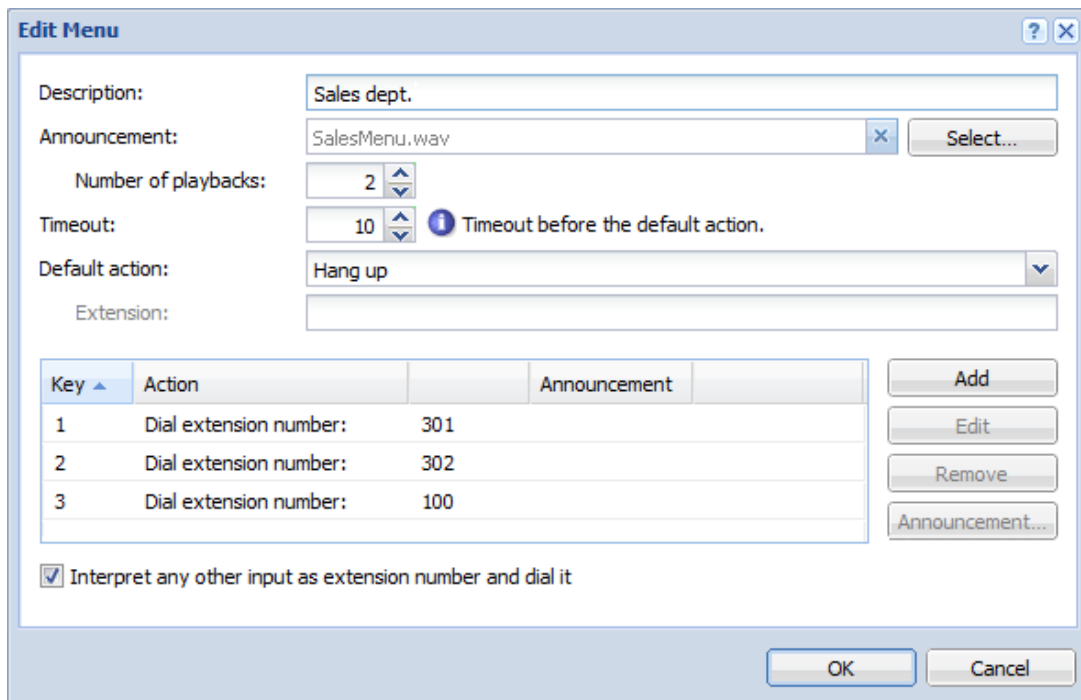 Edit Menu
Description: Sales dept.
Announcement: SalesMenu.wav Select...
Number of playbacks: 2
Timeout: 10 Timeout before the default action.
Default action: Hang up
Extension:
Key Action Announcement Add
1 Dial extension number: 301 Edit
2 Dial extension number: 302 Remove
3 Dial extension number: 100 Announcement...
Interpret any other input as extension number and dial it
OK Cancel